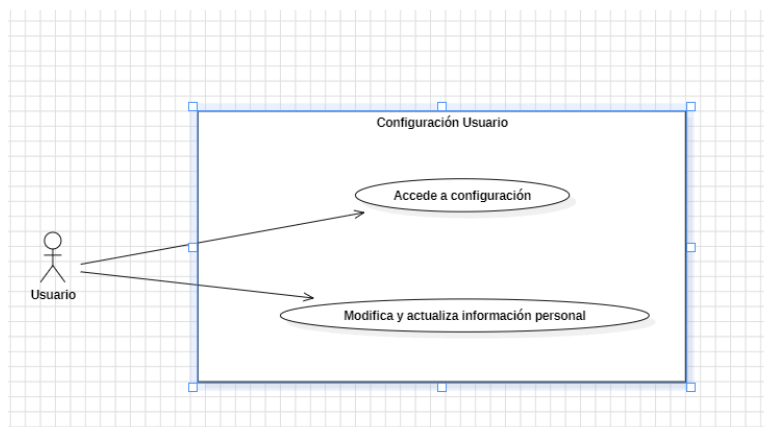 Configuración Usuario
Accede a configuración
Usuario
Modifica y actualiza información personal